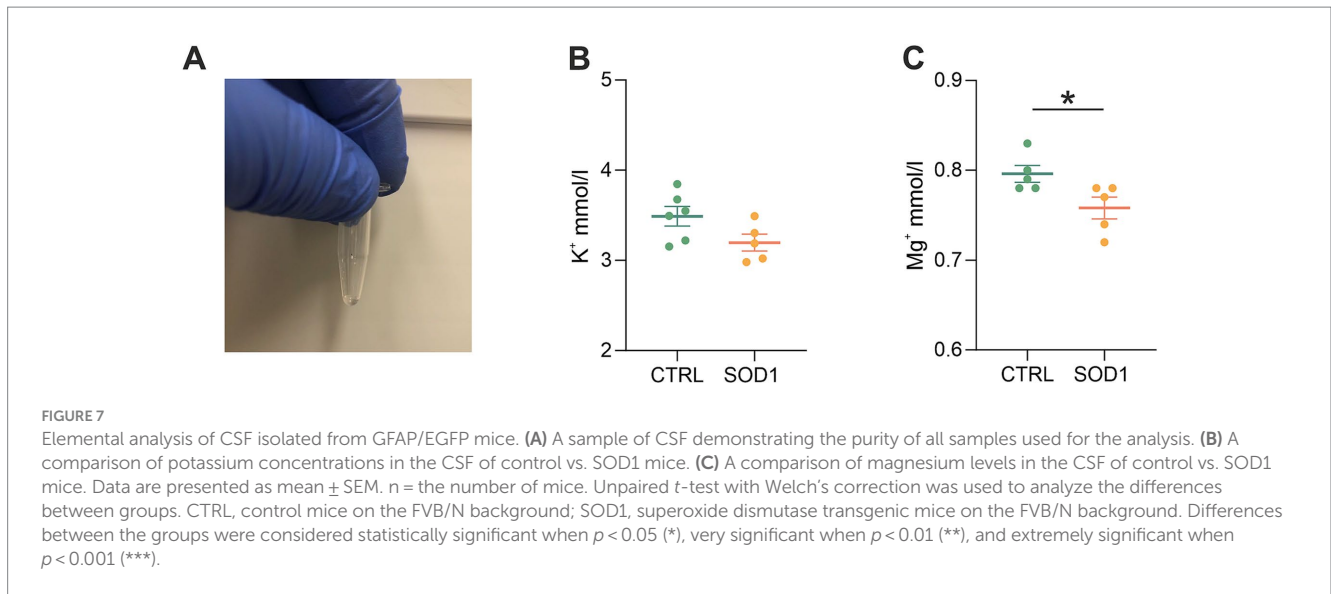 A
B
C
5
4
3
2
K⁺ mmol/l
CTRL SOD1
0.9
0.8
0.7
0.6
Mg⁺ mmol/l
*
CTRL SOD1
FIGURE 7
Elemental analysis of CSF isolated from GFAP/EGFP mice. (A) A sample of CSF demonstrating the purity of all samples used for the analysis. (B) A
comparison of potassium concentrations in the CSF of control vs. SOD1 mice. (C) A comparison of magnesium levels in the CSF of control vs. SOD1
mice. Data are presented as mean ± SEM. n = the number of mice. Unpaired t-test with Welch's correction was used to analyze the differences
between groups. CTRL, control mice on the FVB/N background; SOD1, superoxide dismutase transgenic mice on the FVB/N background. Differences
between the groups were considered statistically significant when p < 0.05 (*), very significant when p < 0.01 (**), and extremely significant when
p < 0.001 (***).